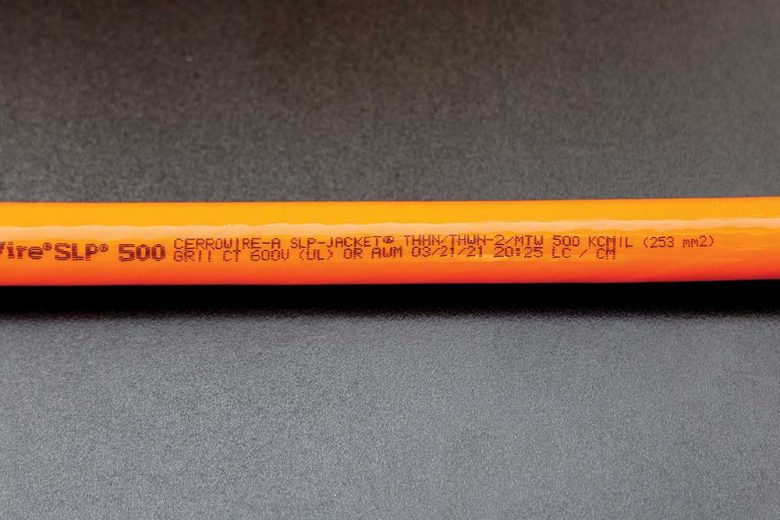 Wire®SLP® 500
CERROWIRE-A SLP-JACKET® THHN/THWN-2/MTW 500 KCMIL (253 mm2)
GRII CT 600V (UL) OR AWM 03/21/21 20:25 LC / CM